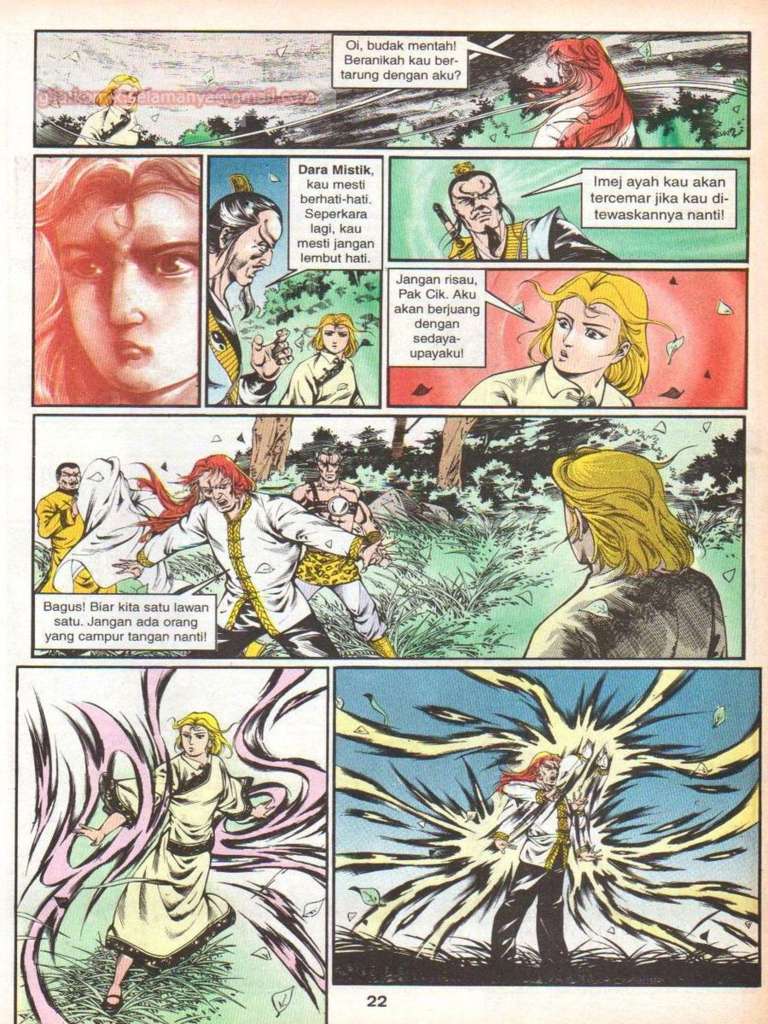 Oi, budak mentah!
Beranikah kau ber-
tarung dengan aku?
Dara Mistik,
kau mesti
berhati-hati.
Seperkara
lagi, kau
mesti jangan
lembut hati.
Imej ayah kau akan
tercemar jika kau di-
tewaskannya nanti!
Jangan risau,
Pak Cik. Aku
akan berjuang
dengan
sedaya-
upayaku!
Bagus! Biar kita satu lawan
satu. Jangan ada orang
yang campur tangan nanti!
22